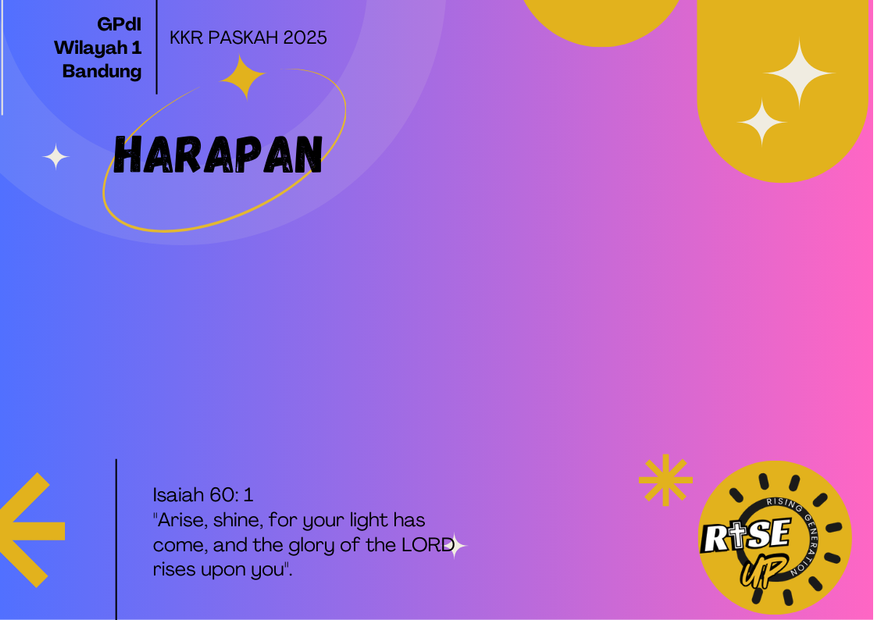 GPdI
Wilayah 1
Bandung
KKR PASKAH 2025
HARAPAN
Isaiah 60: 1
"Arise, shine, for your light has
come, and the glory of the LORD
rises upon you".
RISING GENERATION
RISE
UP